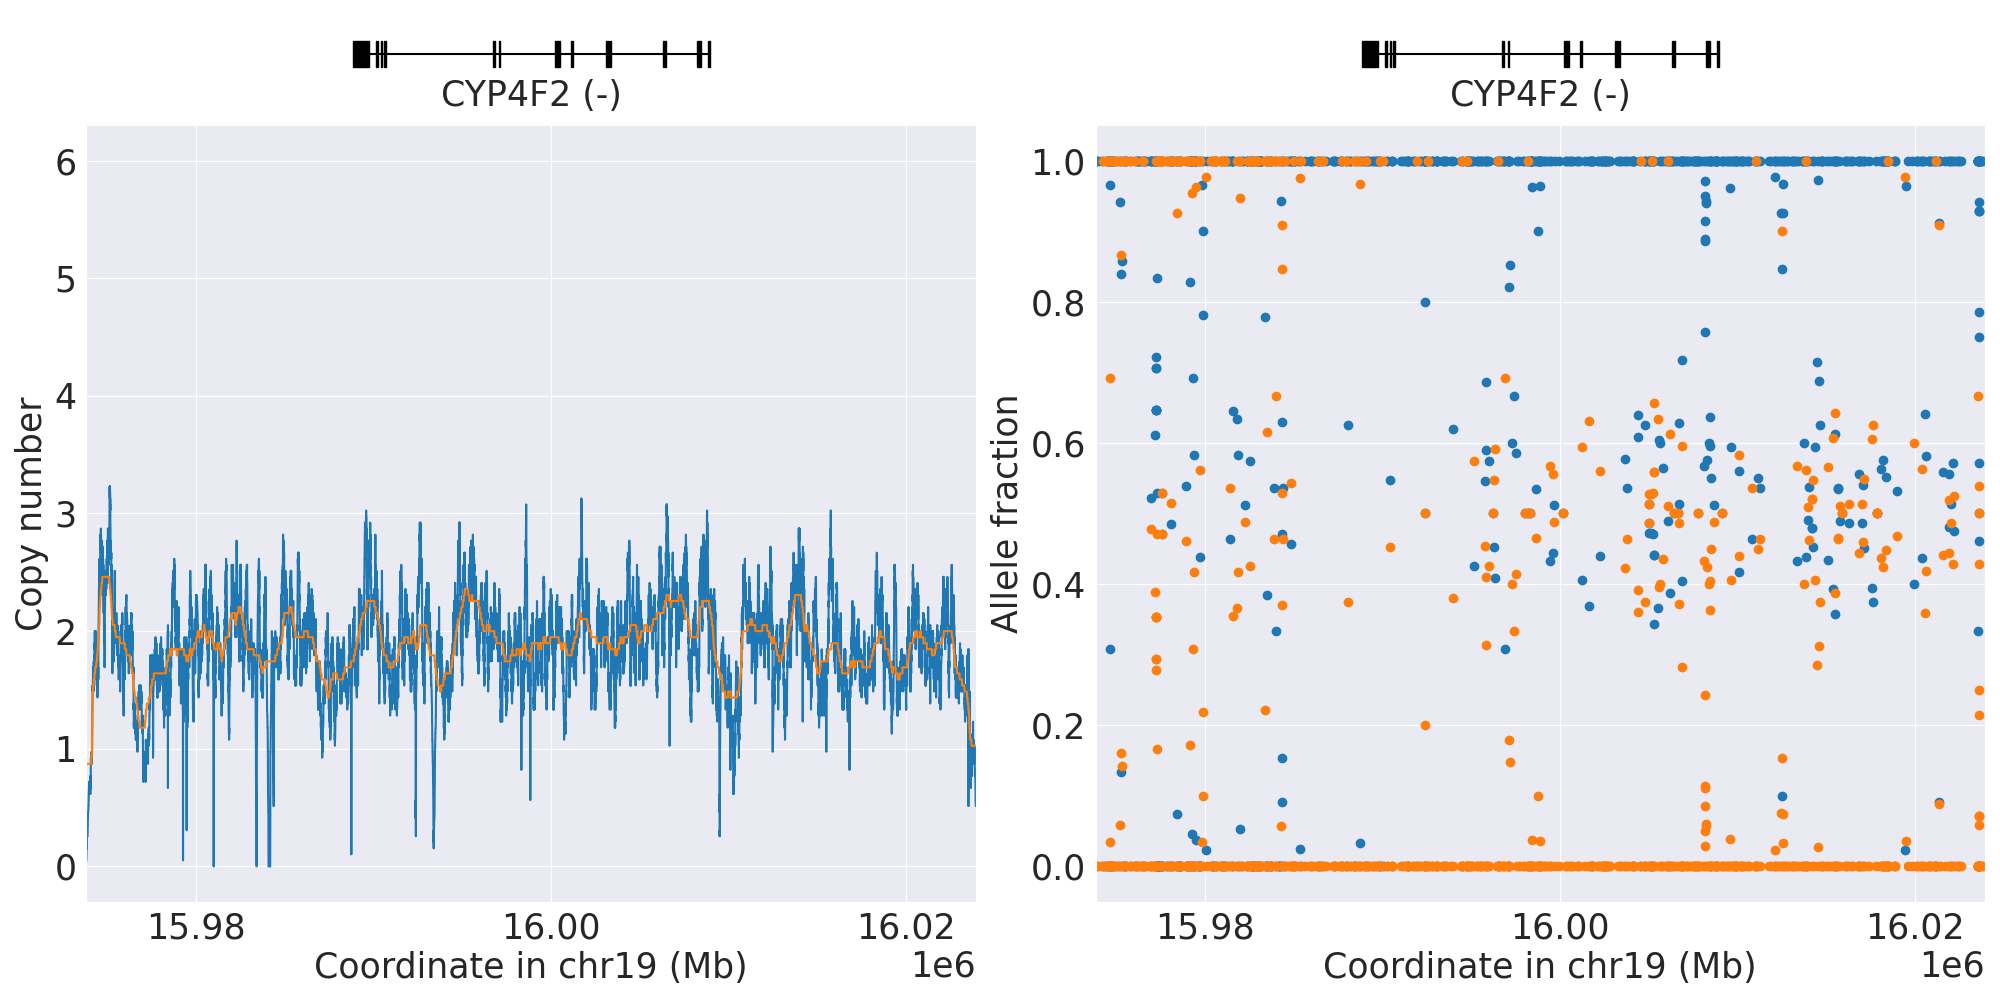 CYP4F2 (-)
6
5
4
3
2
1
0
Copy number
15.98
16.00
16.02
Coordinate in chr19 (Mb)
1e6
CYP4F2 (-)
1.0
0.8
0.6
0.4
0.2
0.0
Allele fraction
15.98
16.00
16.02
Coordinate in chr19 (Mb)
1e6